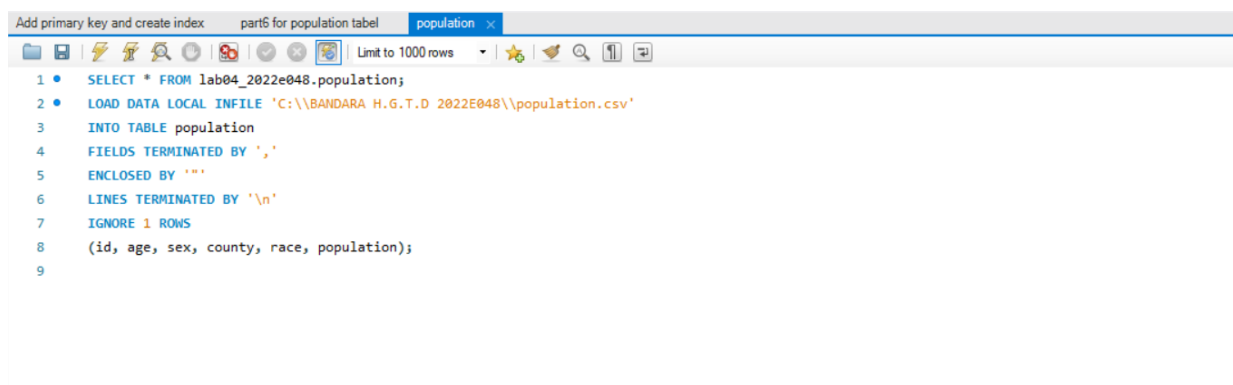 Add primary key and create index part6 for population tabel population
Limit to 1000 rows
1 SELECT * FROM lab04_2022e048.population;
2 LOAD DATA LOCAL INFILE 'C:\\BANDARA H.G.T.D 2022E048\\population.csv'
3 INTO TABLE population
4 FIELDS TERMINATED BY ','
5 ENCLOSED BY '"'
6 LINES TERMINATED BY '\n'
7 IGNORE 1 ROWS
8 (id, age, sex, county, race, population);
9